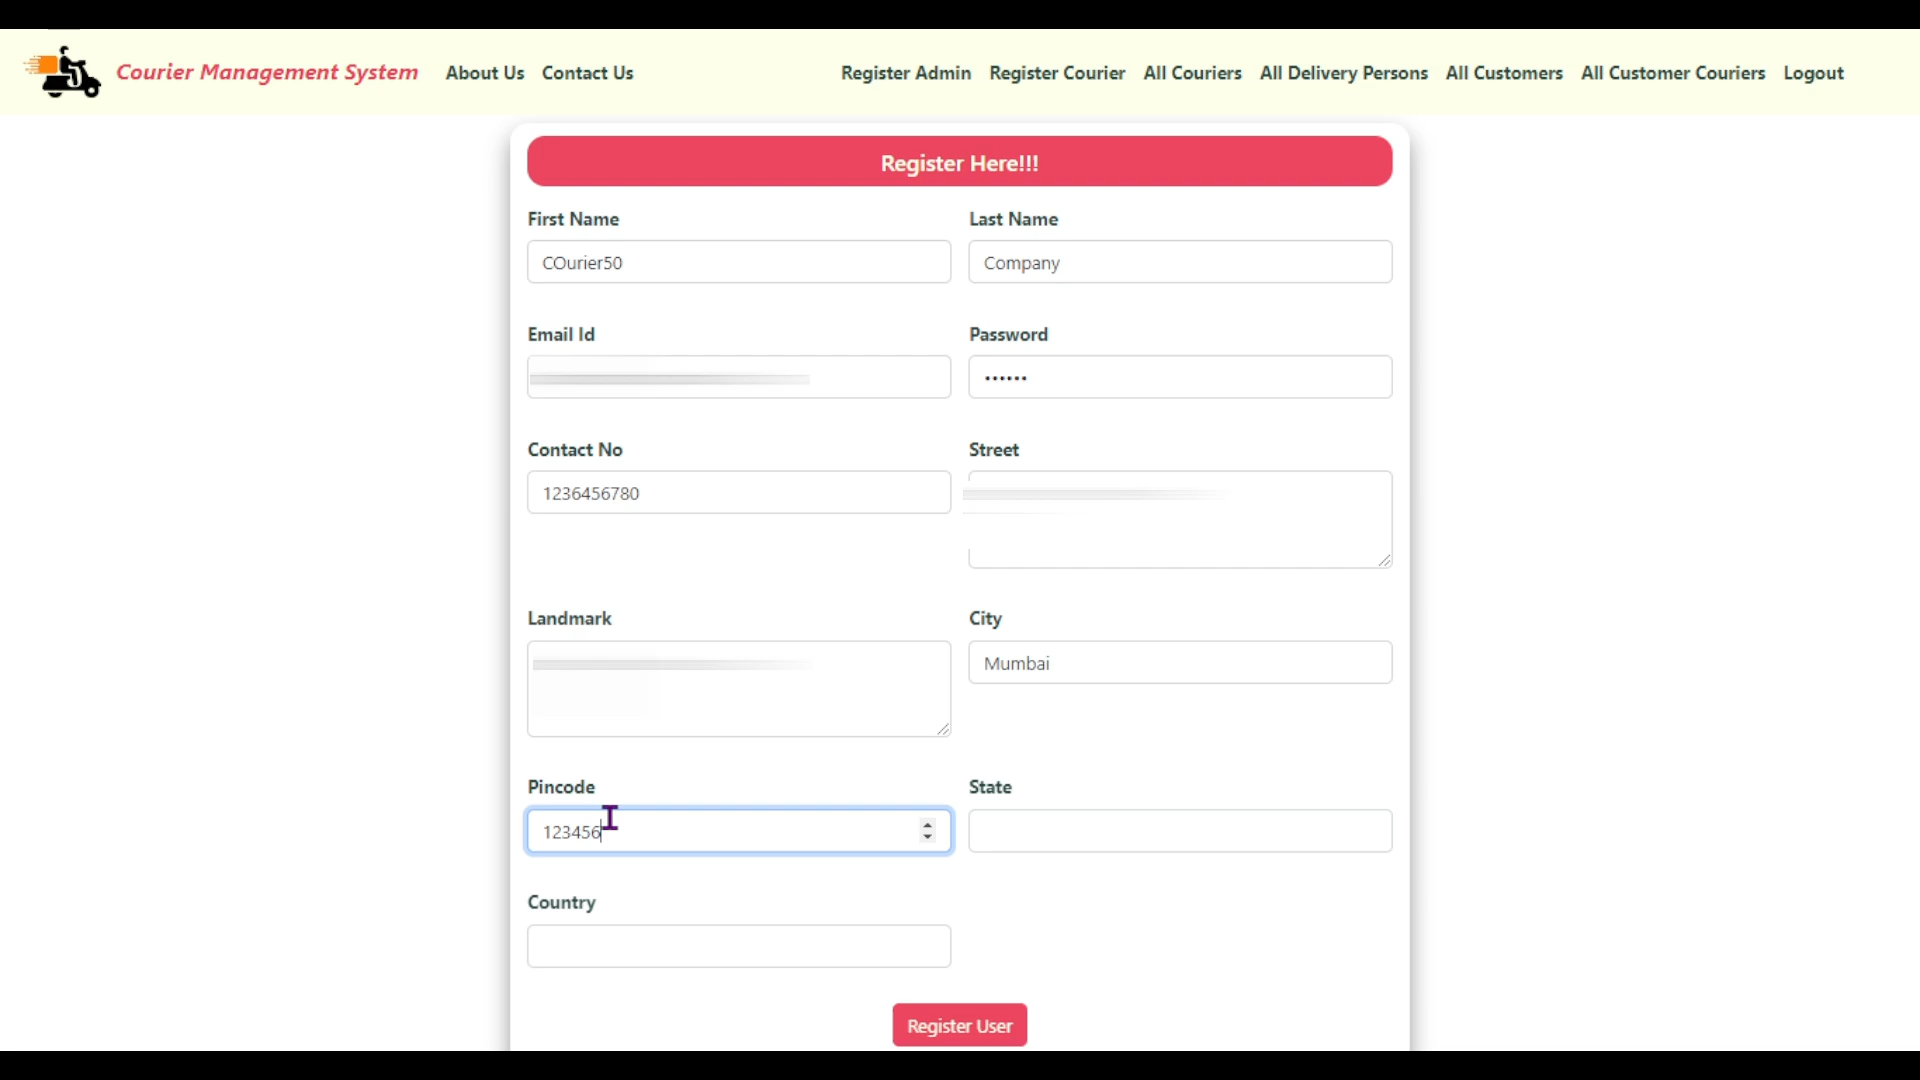 Courier Management System About Us Contact Us Register Admin Register Courier All Couriers All Delivery Persons All Customers All Customer Couriers Logout
Register Here!!!
First Name Last Name
COurier50 Company
Email Id Password
••••••
Contact No Street
1236456780
Landmark City
Mumbai
Pincode State
123456
Country
Register User